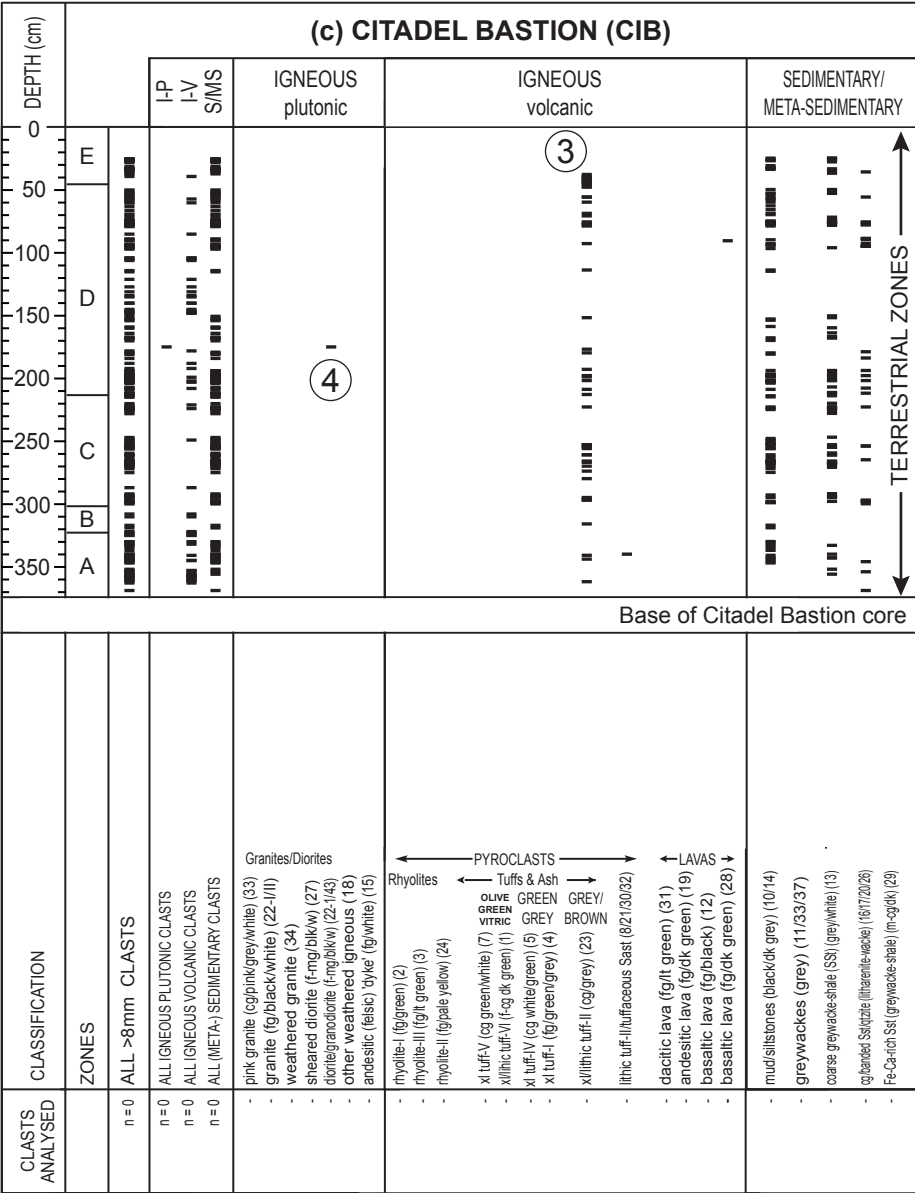 (c) CITADEL BASTION (CIB)
DEPTH (cm)
I-P
I-V
S/MS
IGNEOUS
plutonic
IGNEOUS
volcanic
SEDIMENTARY/
META-SEDIMENTARY
0
50
100
150
200
250
300
350
E
D
C
B
A
3
4
TERRESTRIAL ZONES
Base of Citadel Bastion core
CLASSIFICATION
ZONES
ALL >8mm CLASTS
ALL IGNEOUS PLUTONIC CLASTS
ALL IGNEOUS VOLCANIC CLASTS
ALL (META-) SEDIMENTARY CLASTS
Granites/Diorites
pink granite (cg/pink/grey/white) (33)
granite (fg/black/white) (22-I/II)
weathered granite (34)
sheared diorite (f-mg/blk/w) (27)
diorite/granodiorite (f-mg/blk/w) (22-1/43)
other weathered igneous (18)
andesitic (felsic) 'dyke' (fg/white) (15)
PYROCLASTS
Rhyolites
Tuffs & Ash
OLIVE
GREEN
VITRIC
GREEN
GREY
GREY/
BROWN
rhyolite-I (fg/green) (2)
rhyolite-III (fg/lt green) (3)
rhyolite-II (fg/pale yellow) (24)
xl tuff-V (cg green/white) (7)
xl/lithic tuff-VI (f-cg dk green) (1)
xl tuff-IV (cg white/green) (5)
xl tuff-I (fg/green/grey) (4)
xl/lithic tuff-II (cg/grey) (23)
lithic tuff-II/tuffaceous Sast (8/21/30/32)
LAVAS
dacitic lava (fg/lt green) (31)
andesitic lava (fg/dk green) (19)
basaltic lava (fg/black) (12)
basaltic lava (fg/dk green) (28)
mud/siltstones (black/dk grey) (10/14)
greywackes (grey) (11/33/37)
coarse greywacke-shale (SSt) (grey/white) (13)
cg/banded Sst/qtzite (litharenite-wacke) (16/17/20/26)
Fe-Ca-rich Sst (greywacke-shale) (m-cg/dk) (29)
CLASTS
ANALYSED
n = 0
n = 0
n = 0
n = 0
- - - - - - -
- - - - - - - - - - - - -
- - - - -